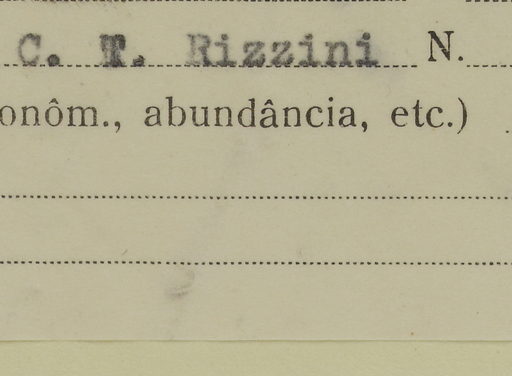 C. T. Rizzini N.
onôm., abundância, etc.)